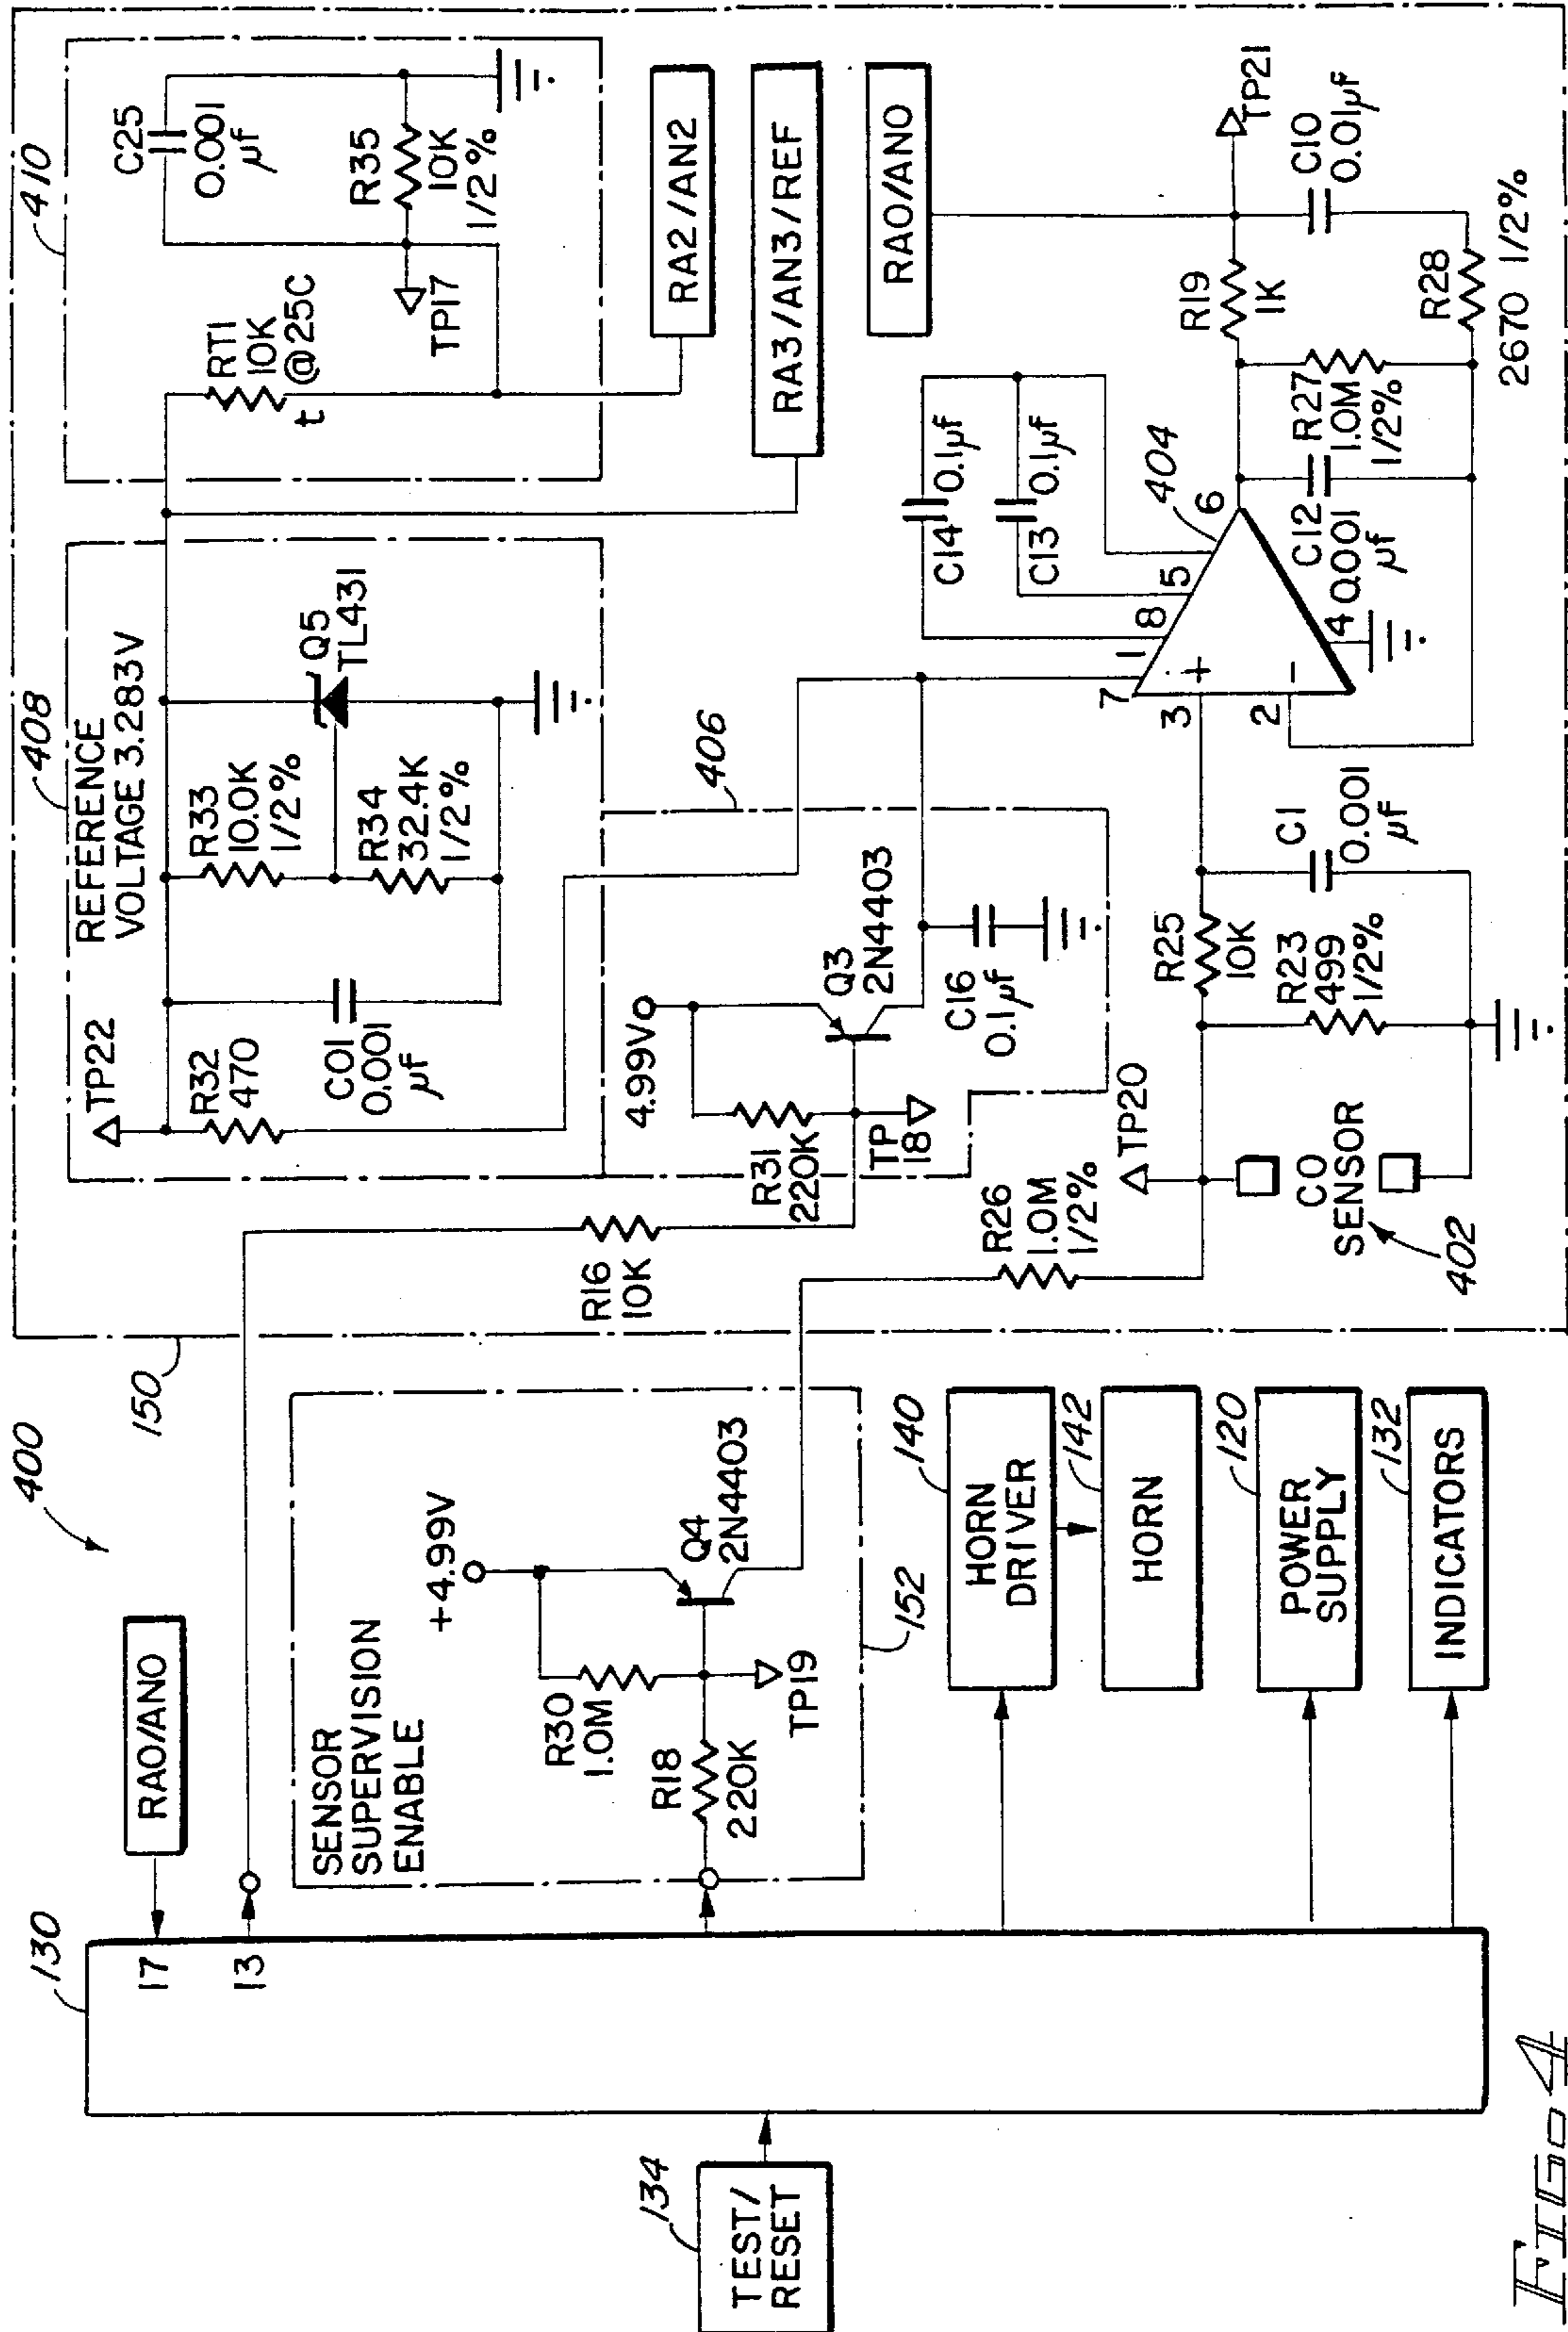 400
130
17
RA0/AN0
13
134
TEST/
RESET
SENSOR
SUPERVISION
ENABLE
+4.99V
R30
1.0M
R18
220K
TP19
Q4
2N4403
152
HORN
DRIVER
140
HORN
142
POWER
SUPPLY
120
INDICATORS
132
150
408
REFERENCE
VOLTAGE 3.283V
TP22
R32
470
C01
0.001
µf
R33
10.0K
1/2%
R34
32.4K
1/2%
Q5
TL431
410
RT1
10K
@25C
t
C25
0.001
µf
R35
10K
1/2%
TP17
RA2/AN2
RA3/AN3/REF
RA0/AN0
406
4.99V
R31
220K
TP
18
Q3
2N4403
C16
0.1µf
R16
10K
R26
1.0M
1/2%
TP20
CO
SENSOR
402
R25
10K
R23
499
1/2%
C1
0.001
µf
7
1
8
5
6
3
+
2
−
4
404
C14
0.1µf
C13
0.1µf
C12
0.001
µf
R27
1.0M
1/2%
R19
1K
TP21
C10
0.01µf
R28
2670 1/2%
FIG. 4